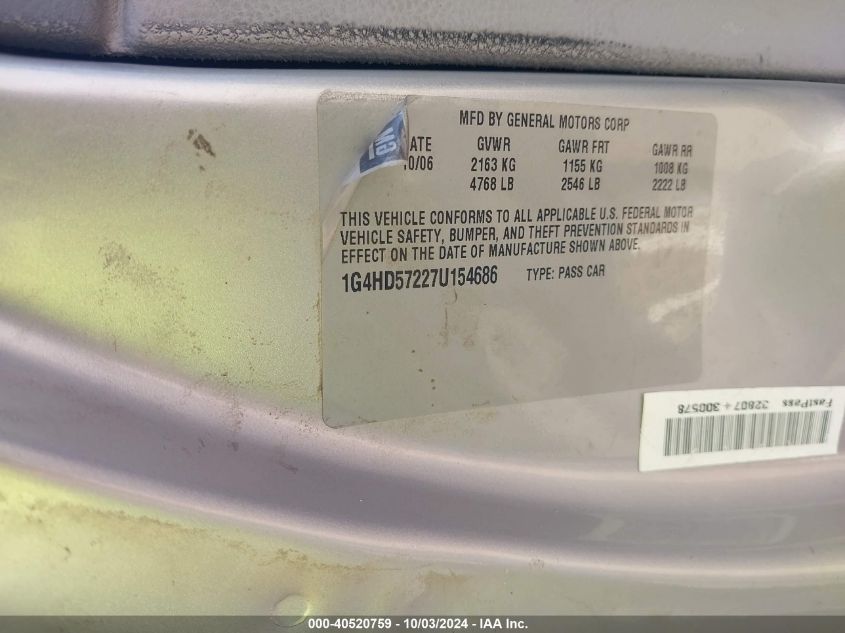 MFD BY GENERAL MOTORS CORP
GM
ATE GVWR GAWR FRT GAWR RR
10/06 2163 KG 1155 KG 1008 KG
4768 LB 2546 LB 2222 LB
THIS VEHICLE CONFORMS TO ALL APPLICABLE U.S. FEDERAL MOTOR
VEHICLE SAFETY, BUMPER, AND THEFT PREVENTION STANDARDS IN
EFFECT ON THE DATE OF MANUFACTURE SHOWN ABOVE.
1G4HD57227U154686 TYPE: PASS CAR
FastPass 32807 + 300578
000-40520759 - 10/03/2024 - IAA Inc.